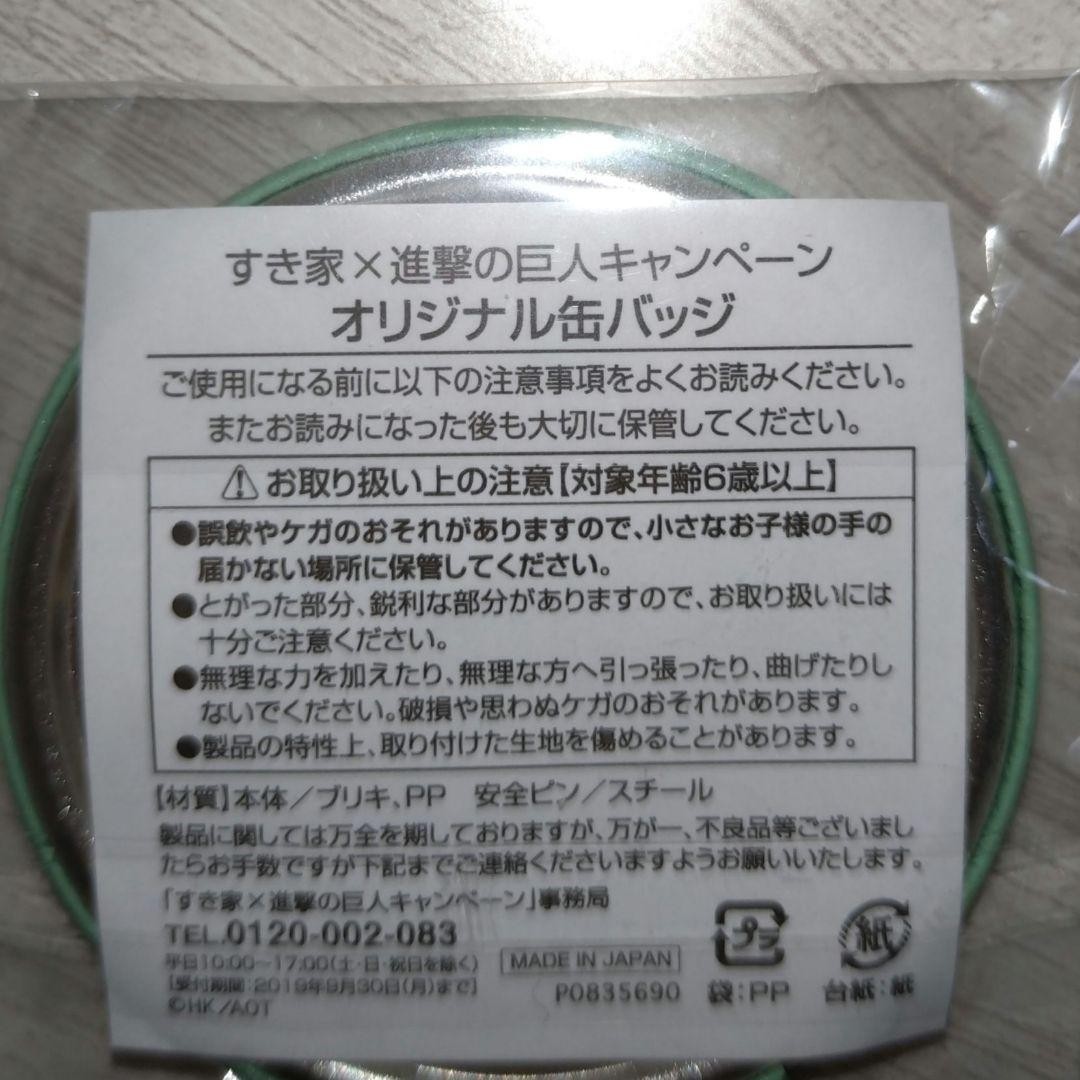 すき家×進撃の巨人キャンペーン
オリジナル缶バッジ
ご使用になる前に以下の注意事項をよくお読みください。
またお読みになった後も大切に保管してください。
お取り扱い上の注意【対象年齢6歳以上】
●誤飲やケガのおそれがありますので、小さなお子様の手の
届かない場所に保管してください。
●とがった部分、鋭利な部分がありますので、お取り扱いには
十分ご注意ください。
●無理な力を加えたり、無理な方へ引っ張ったり、曲げたりし
ないでください。破損や思わぬケガのおそれがあります。
●製品の特性上、取り付けた生地を傷めることがあります。
【材質】本体/ブリキ、PP 安全ピン/スチール
製品に関しては万全を期しておりますが、万が一、不良品等ございまし
たらお手数ですが下記までご連絡くださいますようお願いいたします。
「すき家×進撃の巨人キャンペーン」事務局
TEL.0120-002-083
平日10:00~17:00(土・日・祝日を除く)
[受付期間:2019年9月30日(月)まで]
©HK/AOT
MADE IN JAPAN
P0835690
プラ
袋:PP
紙
台紙:紙